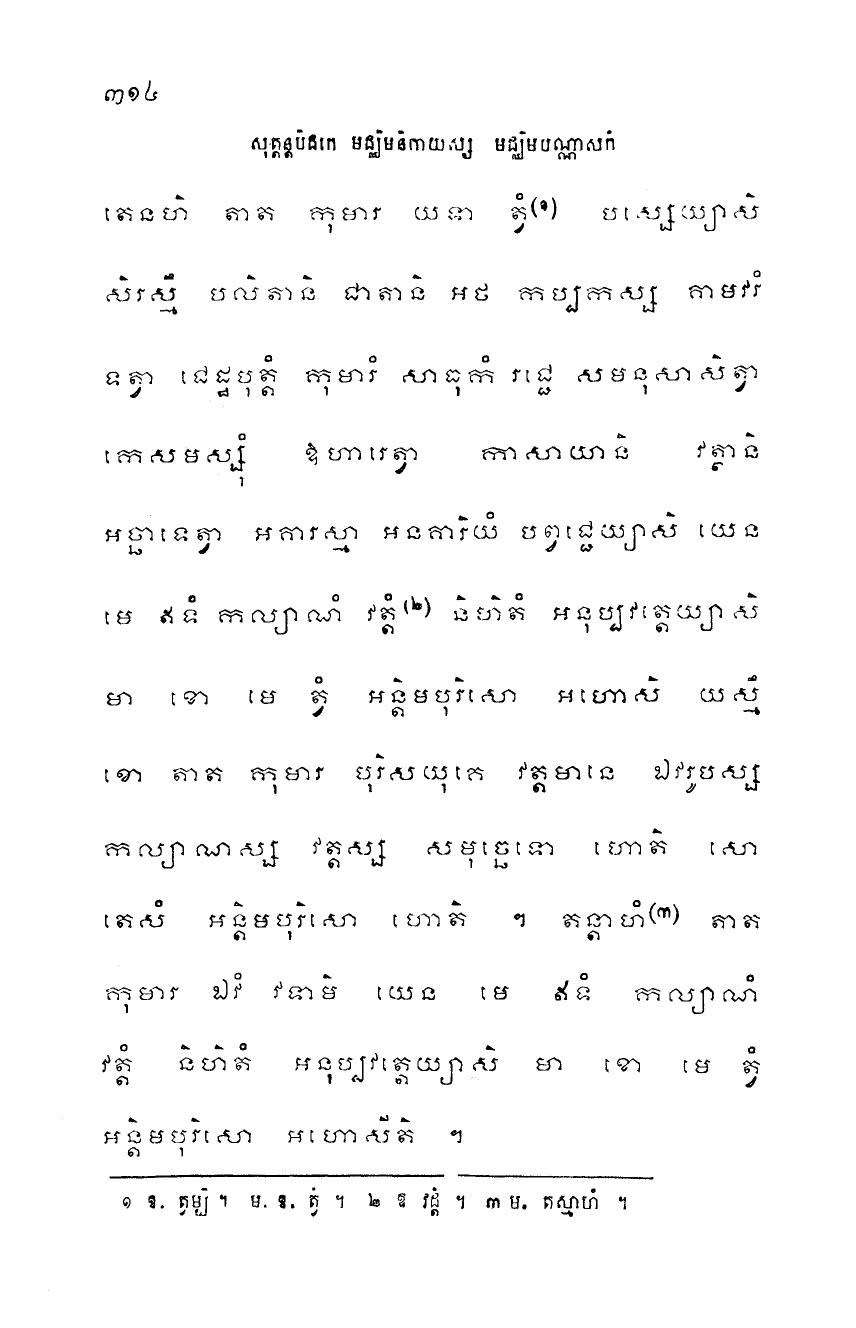 ៣១៤
សុត្តន្តបិដកេ មជ្ឈិមនិកាយស្ស មជ្ឈិមបណ្ណាសកំ
តេនហិ តាត កុមារ យទា ត្វំ(១) បស្សេយ្យាសិ
សិរស្មឹ បលិតានិ ជាតានិ អថ កប្បកស្ស គាមវរំ
ទត្វា ជេដ្ឋបុត្តំ កុមារំ សាធុកំ រជ្ជេ សមនុសាសិត្វា
កេសមស្សុំ ឱហារេត្វា កាសាយានិ វត្ថានិ
អច្ឆាទេត្វា អគារស្មា អនគារិយំ បព្វជ្ជេយ្យាសិ យេន
មេ ឥទំ កល្យាណំ វត្តំ(២) និហិតំ អនុប្បវត្តេយ្យាសិ
មា ខោ មេ ត្វំ អន្តិមបុរិសោ អហោសិ យស្មឹ
ខោ តាត កុមារ បុរិសយុគេ វត្តមានេ ឯវរូបស្ស
កល្យាណស្ស វត្តស្ស សមុច្ឆេទោ ហោតិ សោ
តេសំ អន្តិមបុរិសោ ហោតិ ។ តន្តាហំ(៣) តាត
កុមារ ឯវំ វទាមិ យេន មេ ឥទំ កល្យាណំ
វត្តំ និហិតំ អនុប្បវត្តេយ្យាសិ មា ខោ មេ ត្វំ
អន្តិមបុរិសោ អហោសីតិ ។
១ ឱ. ត្វម្បិ ។ ម. ឱ. ត្វំ ។ ២ ឱ វដ្តំ ។ ៣ ម. តស្មាហំ ។